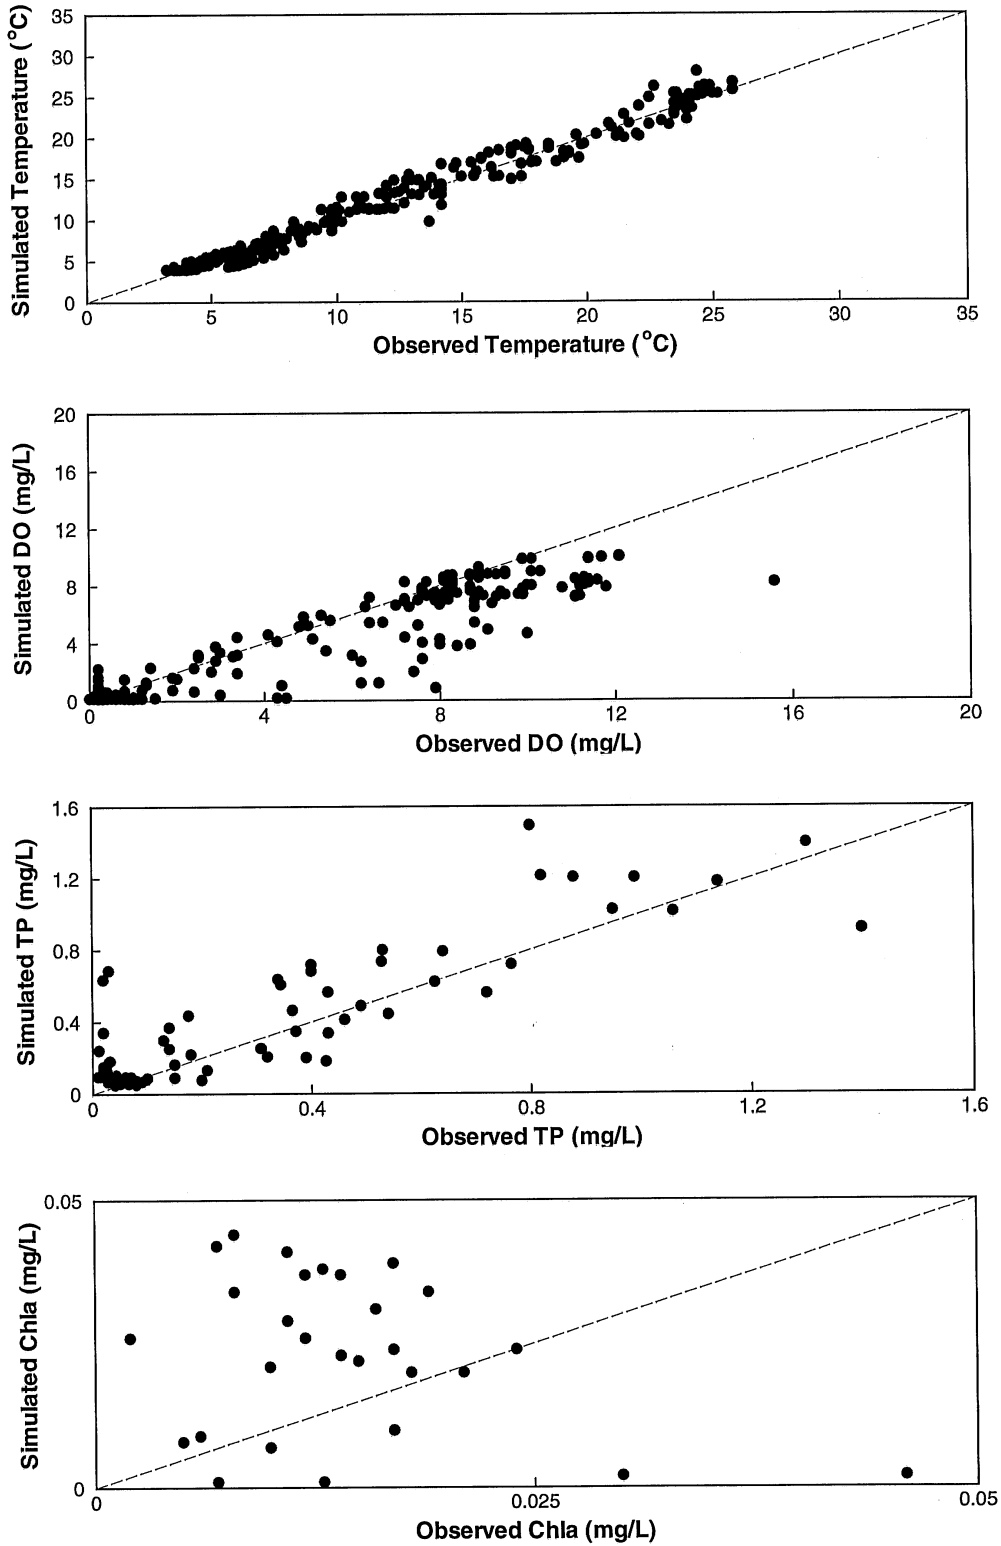 Simulated Temperature (°C)
35
30
25
20
15
10
5
0
0 5 10 15 20 25 30 35
Observed Temperature (°C)
Simulated DO (mg/L)
20
16
12
8
4
0
0 4 8 12 16 20
Observed DO (mg/L)
Simulated TP (mg/L)
1.6
1.2
0.8
0.4
0
0 0.4 0.8 1.2 1.6
Observed TP (mg/L)
Simulated Chla (mg/L)
0.05
0
0 0.025 0.05
Observed Chla (mg/L)